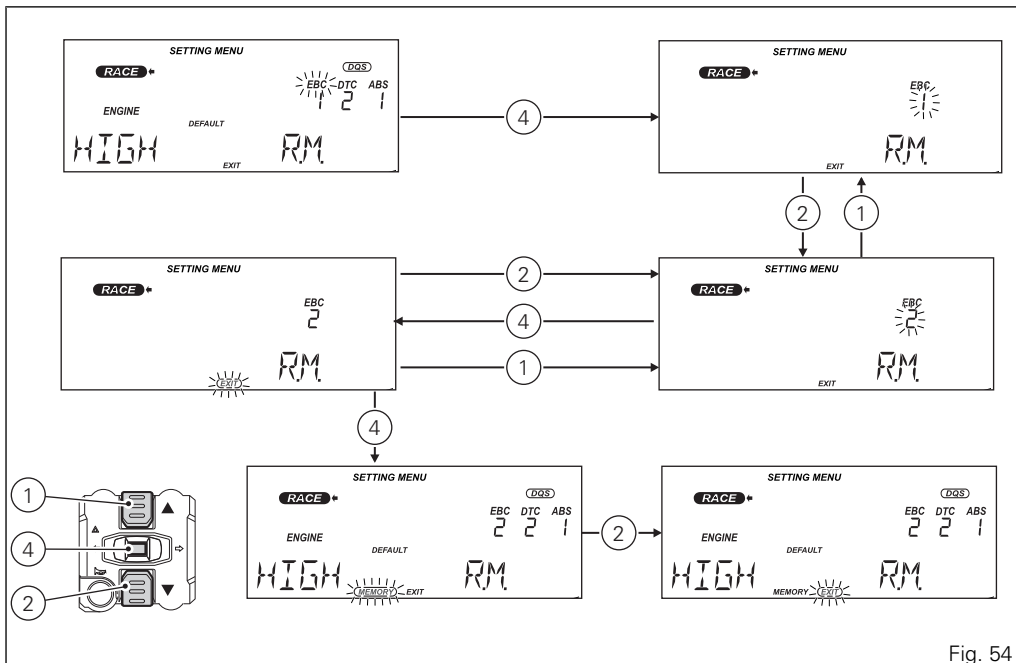 SETTING MENU
RACE
DQS
EBC DTC ABS
1 2 1
ENGINE
DEFAULT
HIGH R.M.
EXIT
4
SETTING MENU
RACE
EBC
1
R.M.
EXIT
2 1
SETTING MENU
RACE
EBC
2
R.M.
EXIT
2
4
1
SETTING MENU
RACE
EBC
2
R.M.
EXIT
4
1
4
2
SETTING MENU
RACE
DQS
EBC DTC ABS
2 2 1
ENGINE
DEFAULT
HIGH R.M.
MEMORY EXIT
2
SETTING MENU
RACE
DQS
EBC DTC ABS
2 2 1
ENGINE
DEFAULT
HIGH R.M.
MEMORY EXIT
Fig. 54